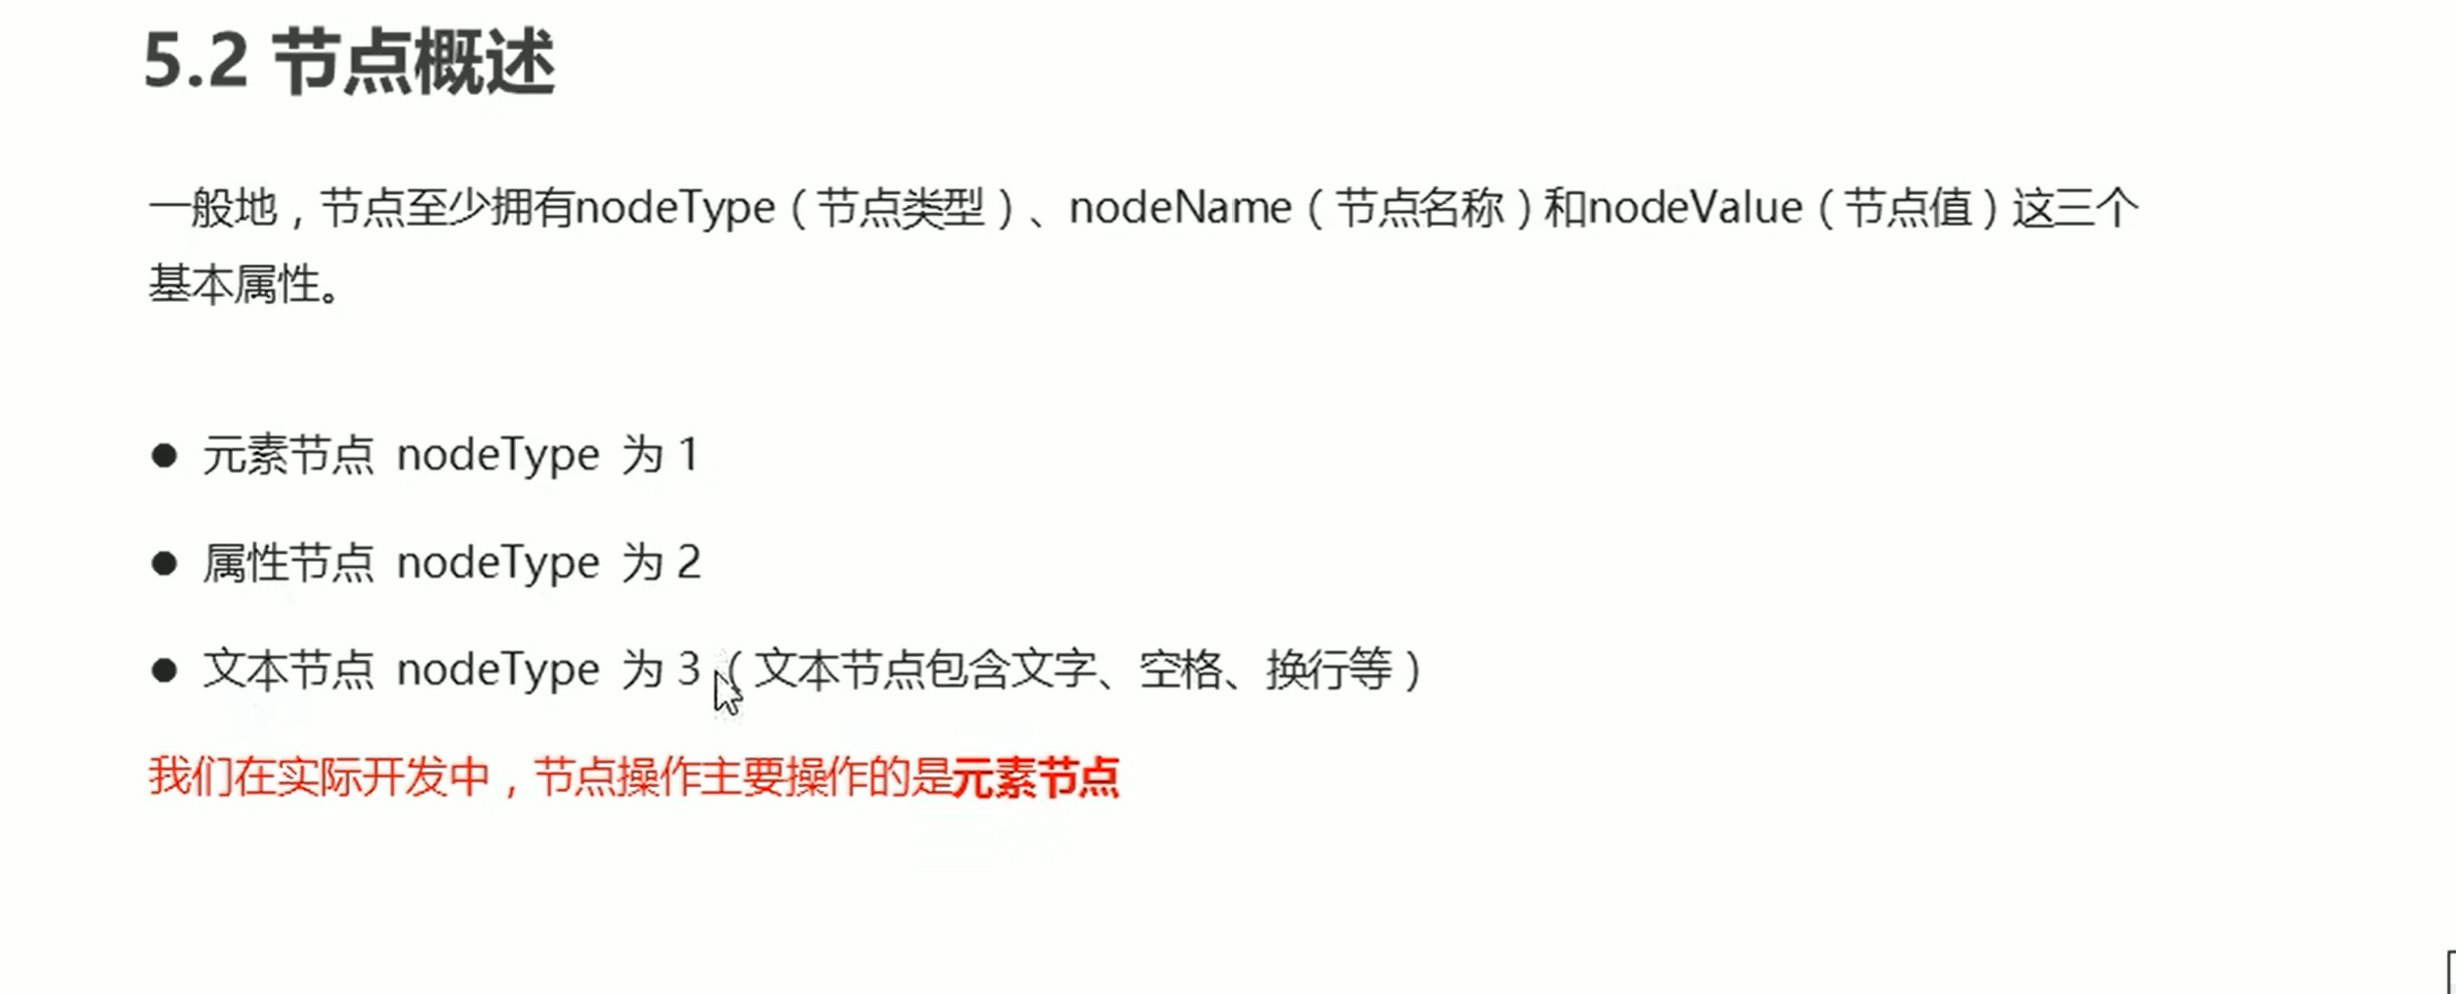 5.2 节点概述
一般地，节点至少拥有nodeType（节点类型）、nodeName（节点名称）和nodeValue（节点值）这三个
基本属性。
● 元素节点 nodeType 为 1
● 属性节点 nodeType 为 2
● 文本节点 nodeType 为 3（文本节点包含文字、空格、换行等）
我们在实际开发中，节点操作主要操作的是元素节点